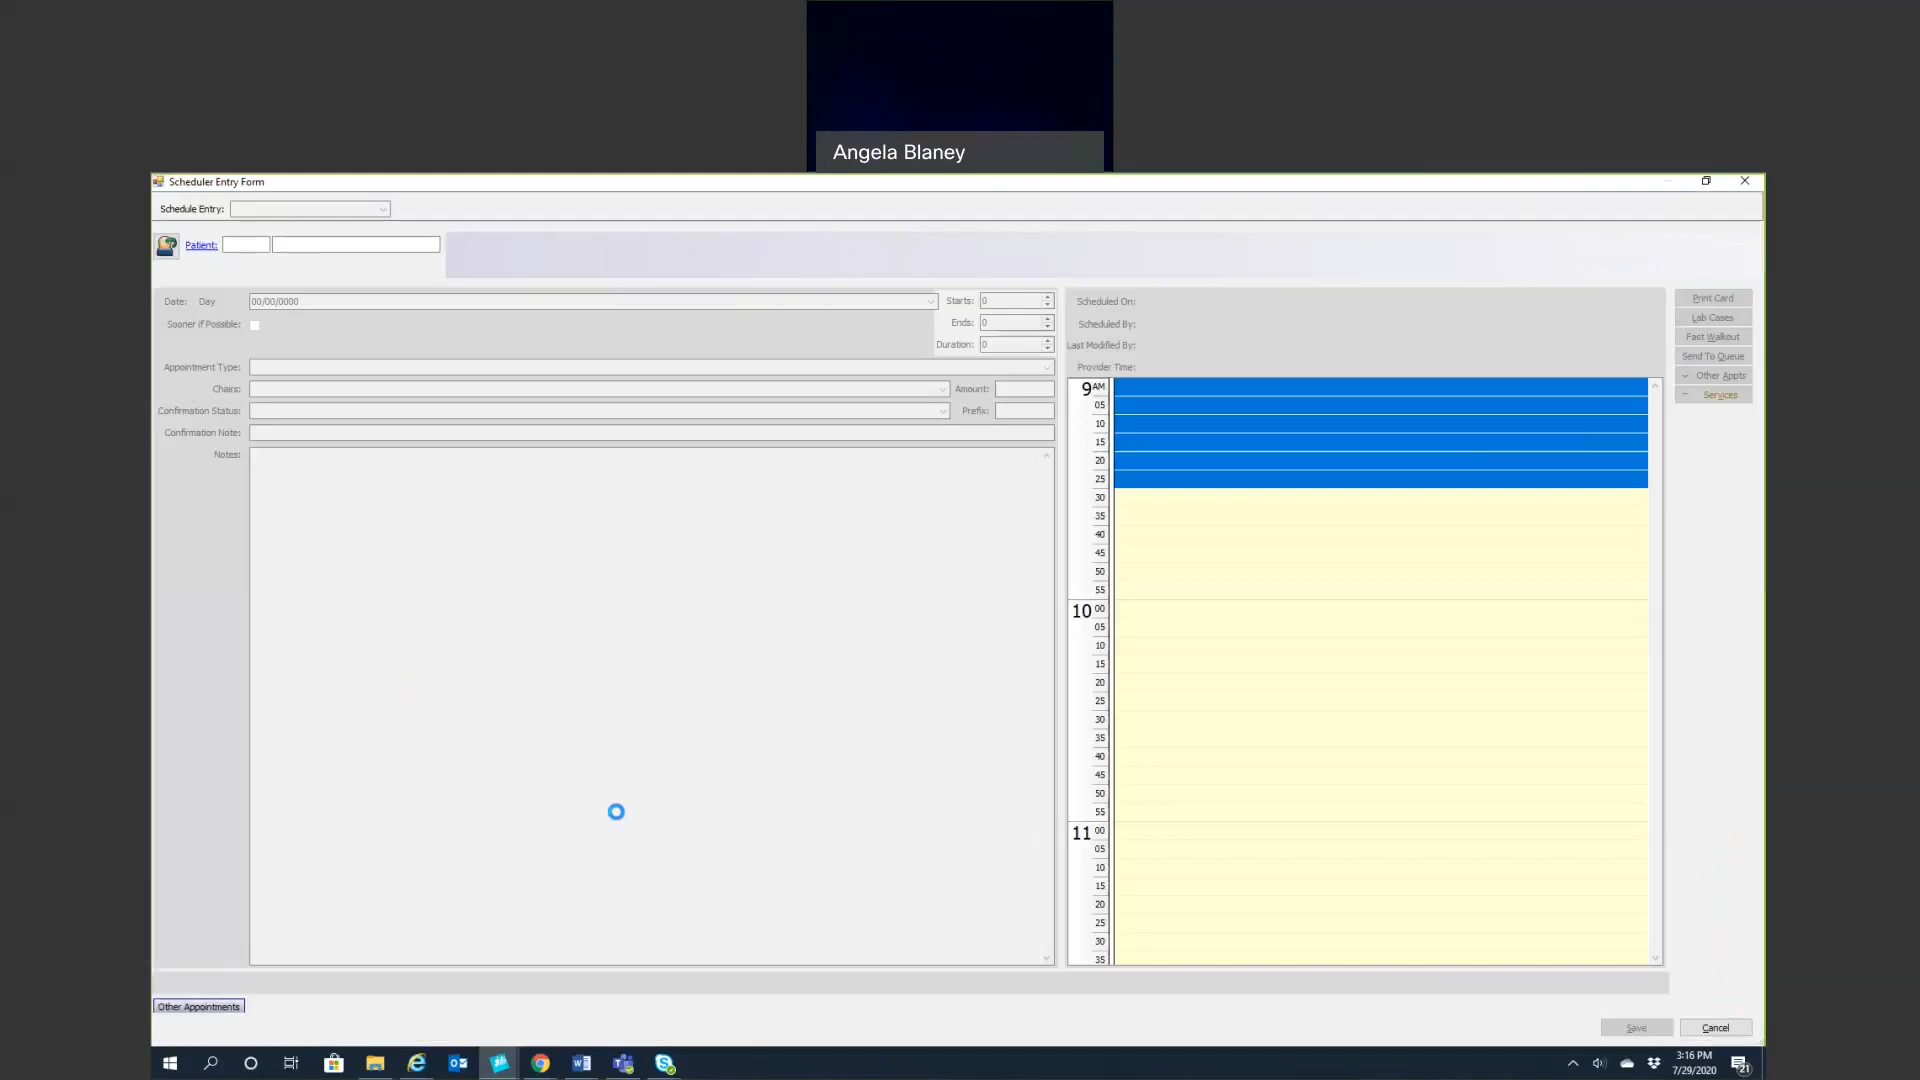 Angela Blaney
Scheduler Entry Form
Schedule Entry:
Patient:
Date: Day 00/00/0000 Starts: 0
Sooner if Possible: Ends: 0
Duration: 0
Appointment Type:
Chairs: Amount:
Confirmation Status: Prefix:
Confirmation Note:
Notes:
Scheduled On:
Scheduled By:
Last Modified By:
Provider Time:
9 AM
05
10
15
20
25
30
35
40
45
50
55
10 00
05
10
15
20
25
30
35
40
45
50
55
11 00
05
10
15
20
25
30
35
Print Card
Lab Cases
Fast Walkout
Send To Queue
Other Appts
Services
Other Appointments
Save Cancel
3:16 PM
7/29/2020
21